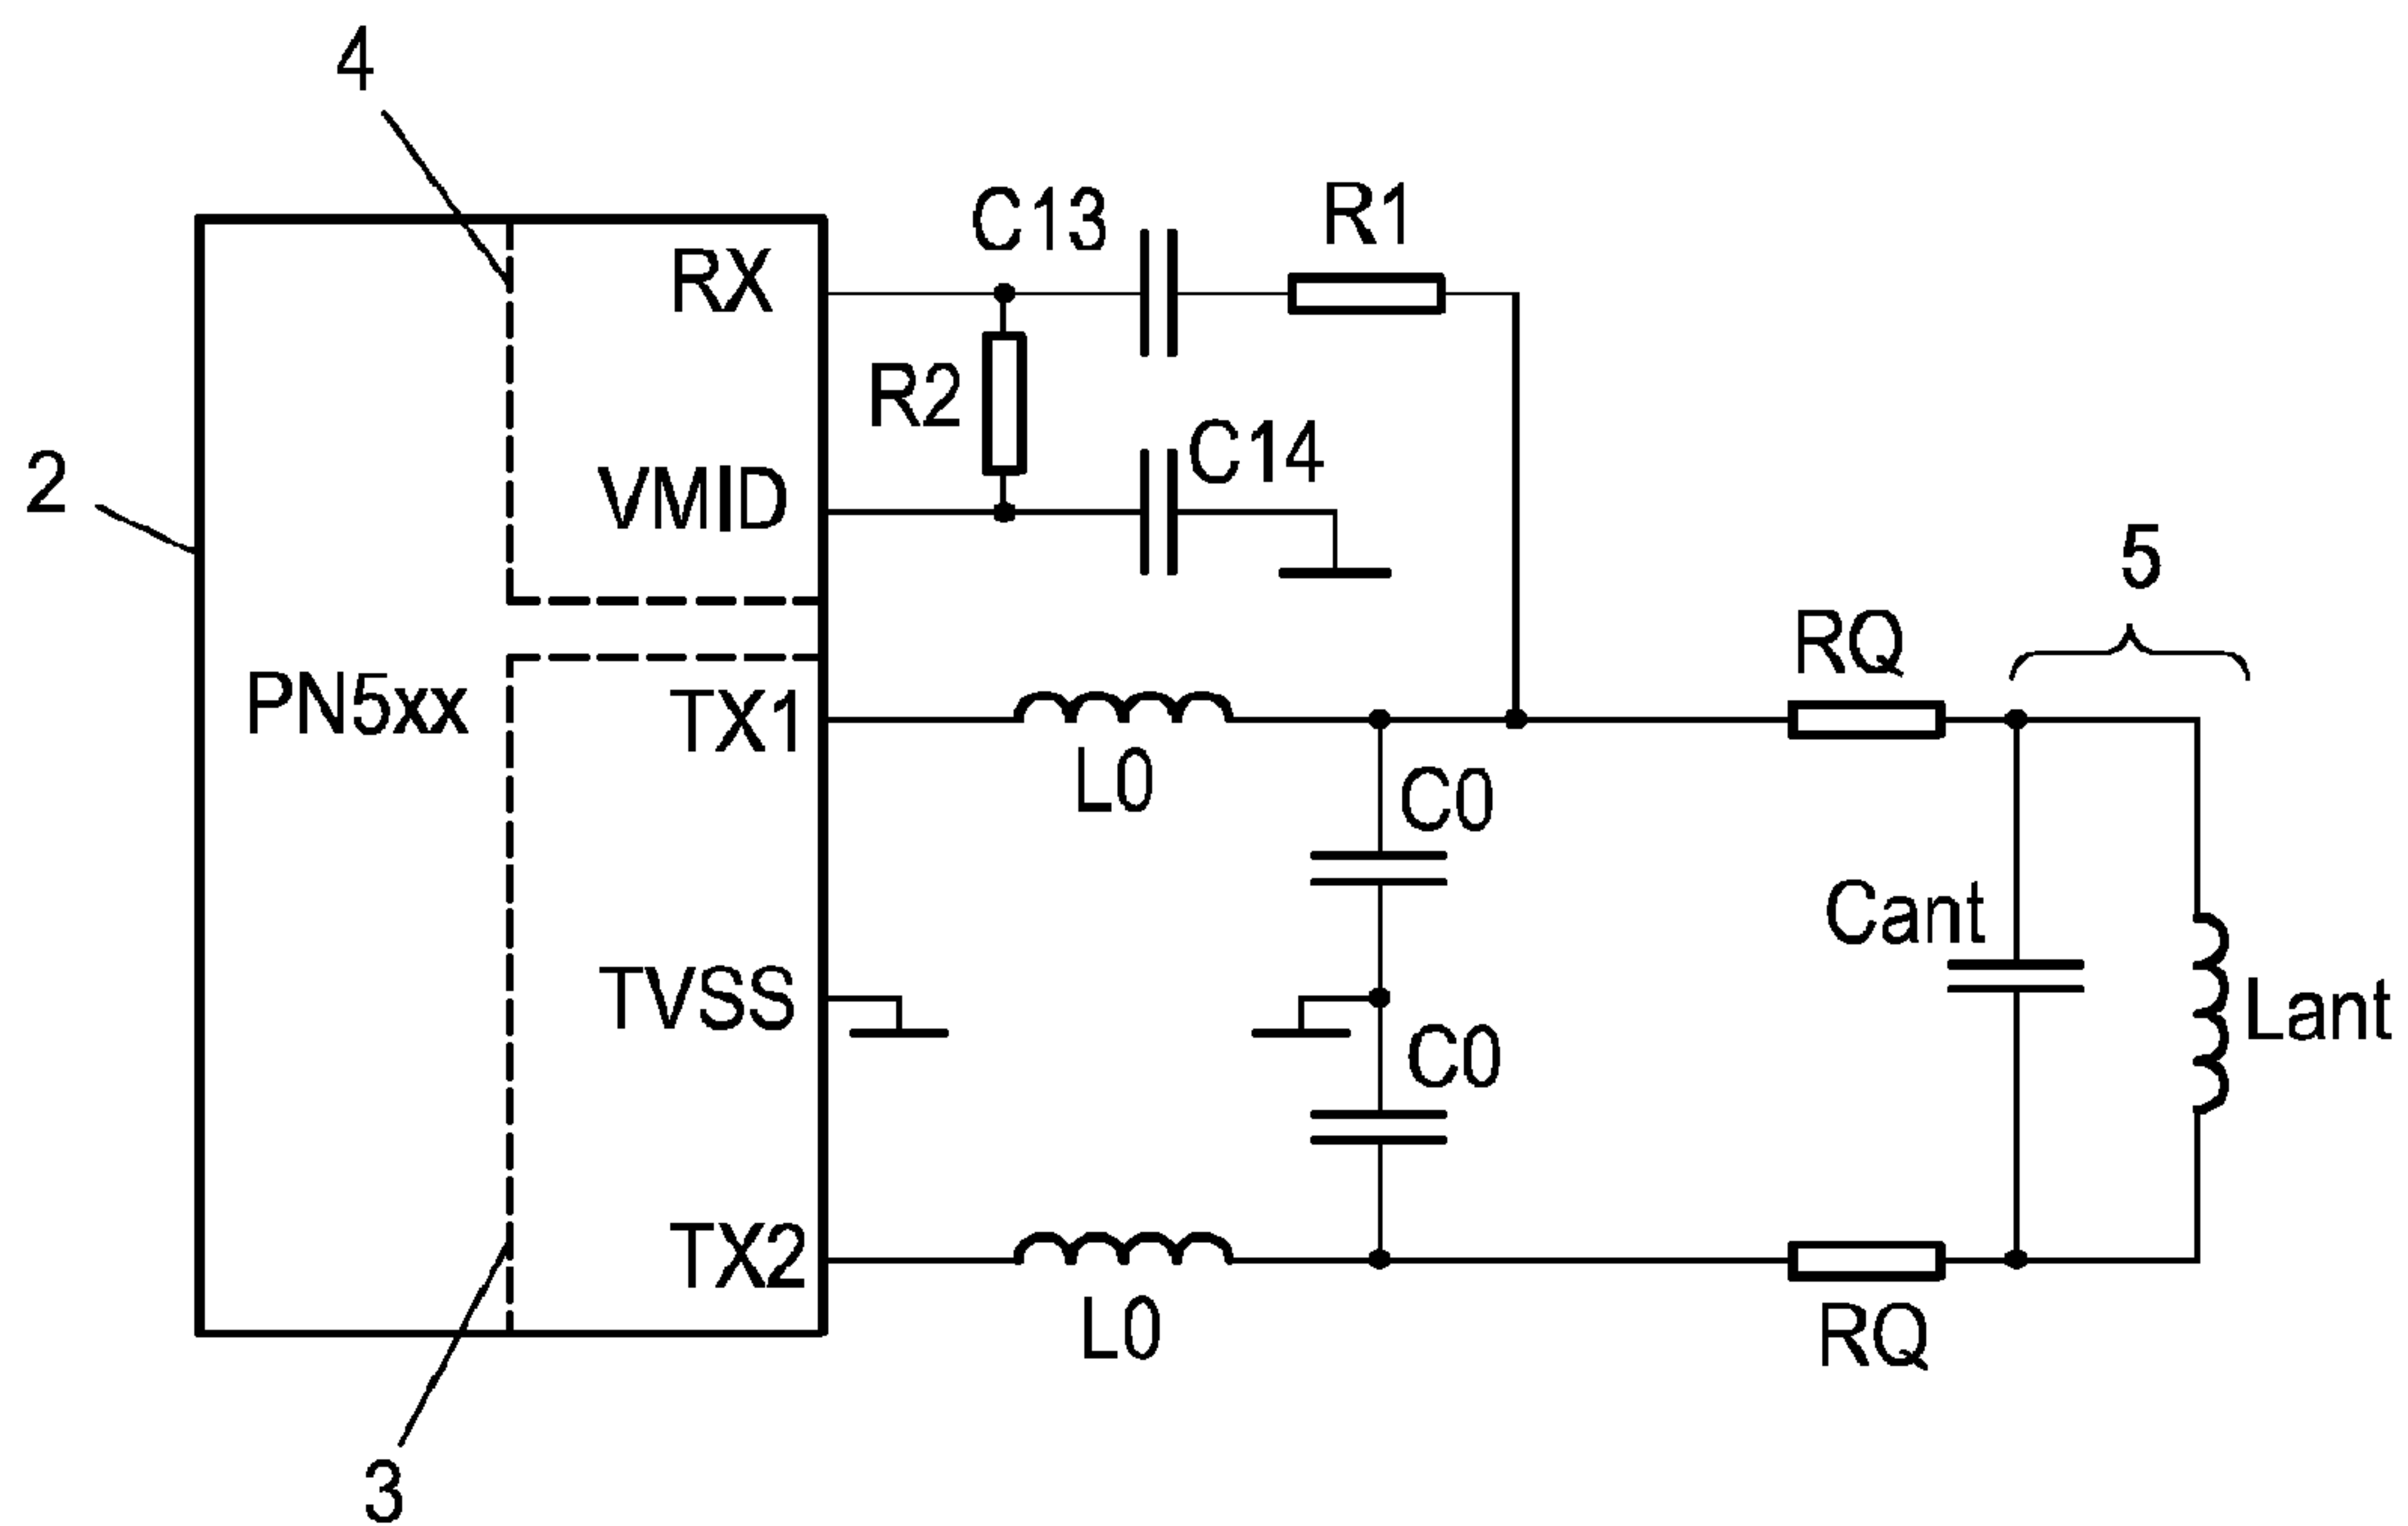 4
C13
R1
RX
R2
C14
VMID
2
5
RQ
PN5xx
TX1
L0
C0
Cant
TVSS
Lant
C0
TX2
L0
RQ
3